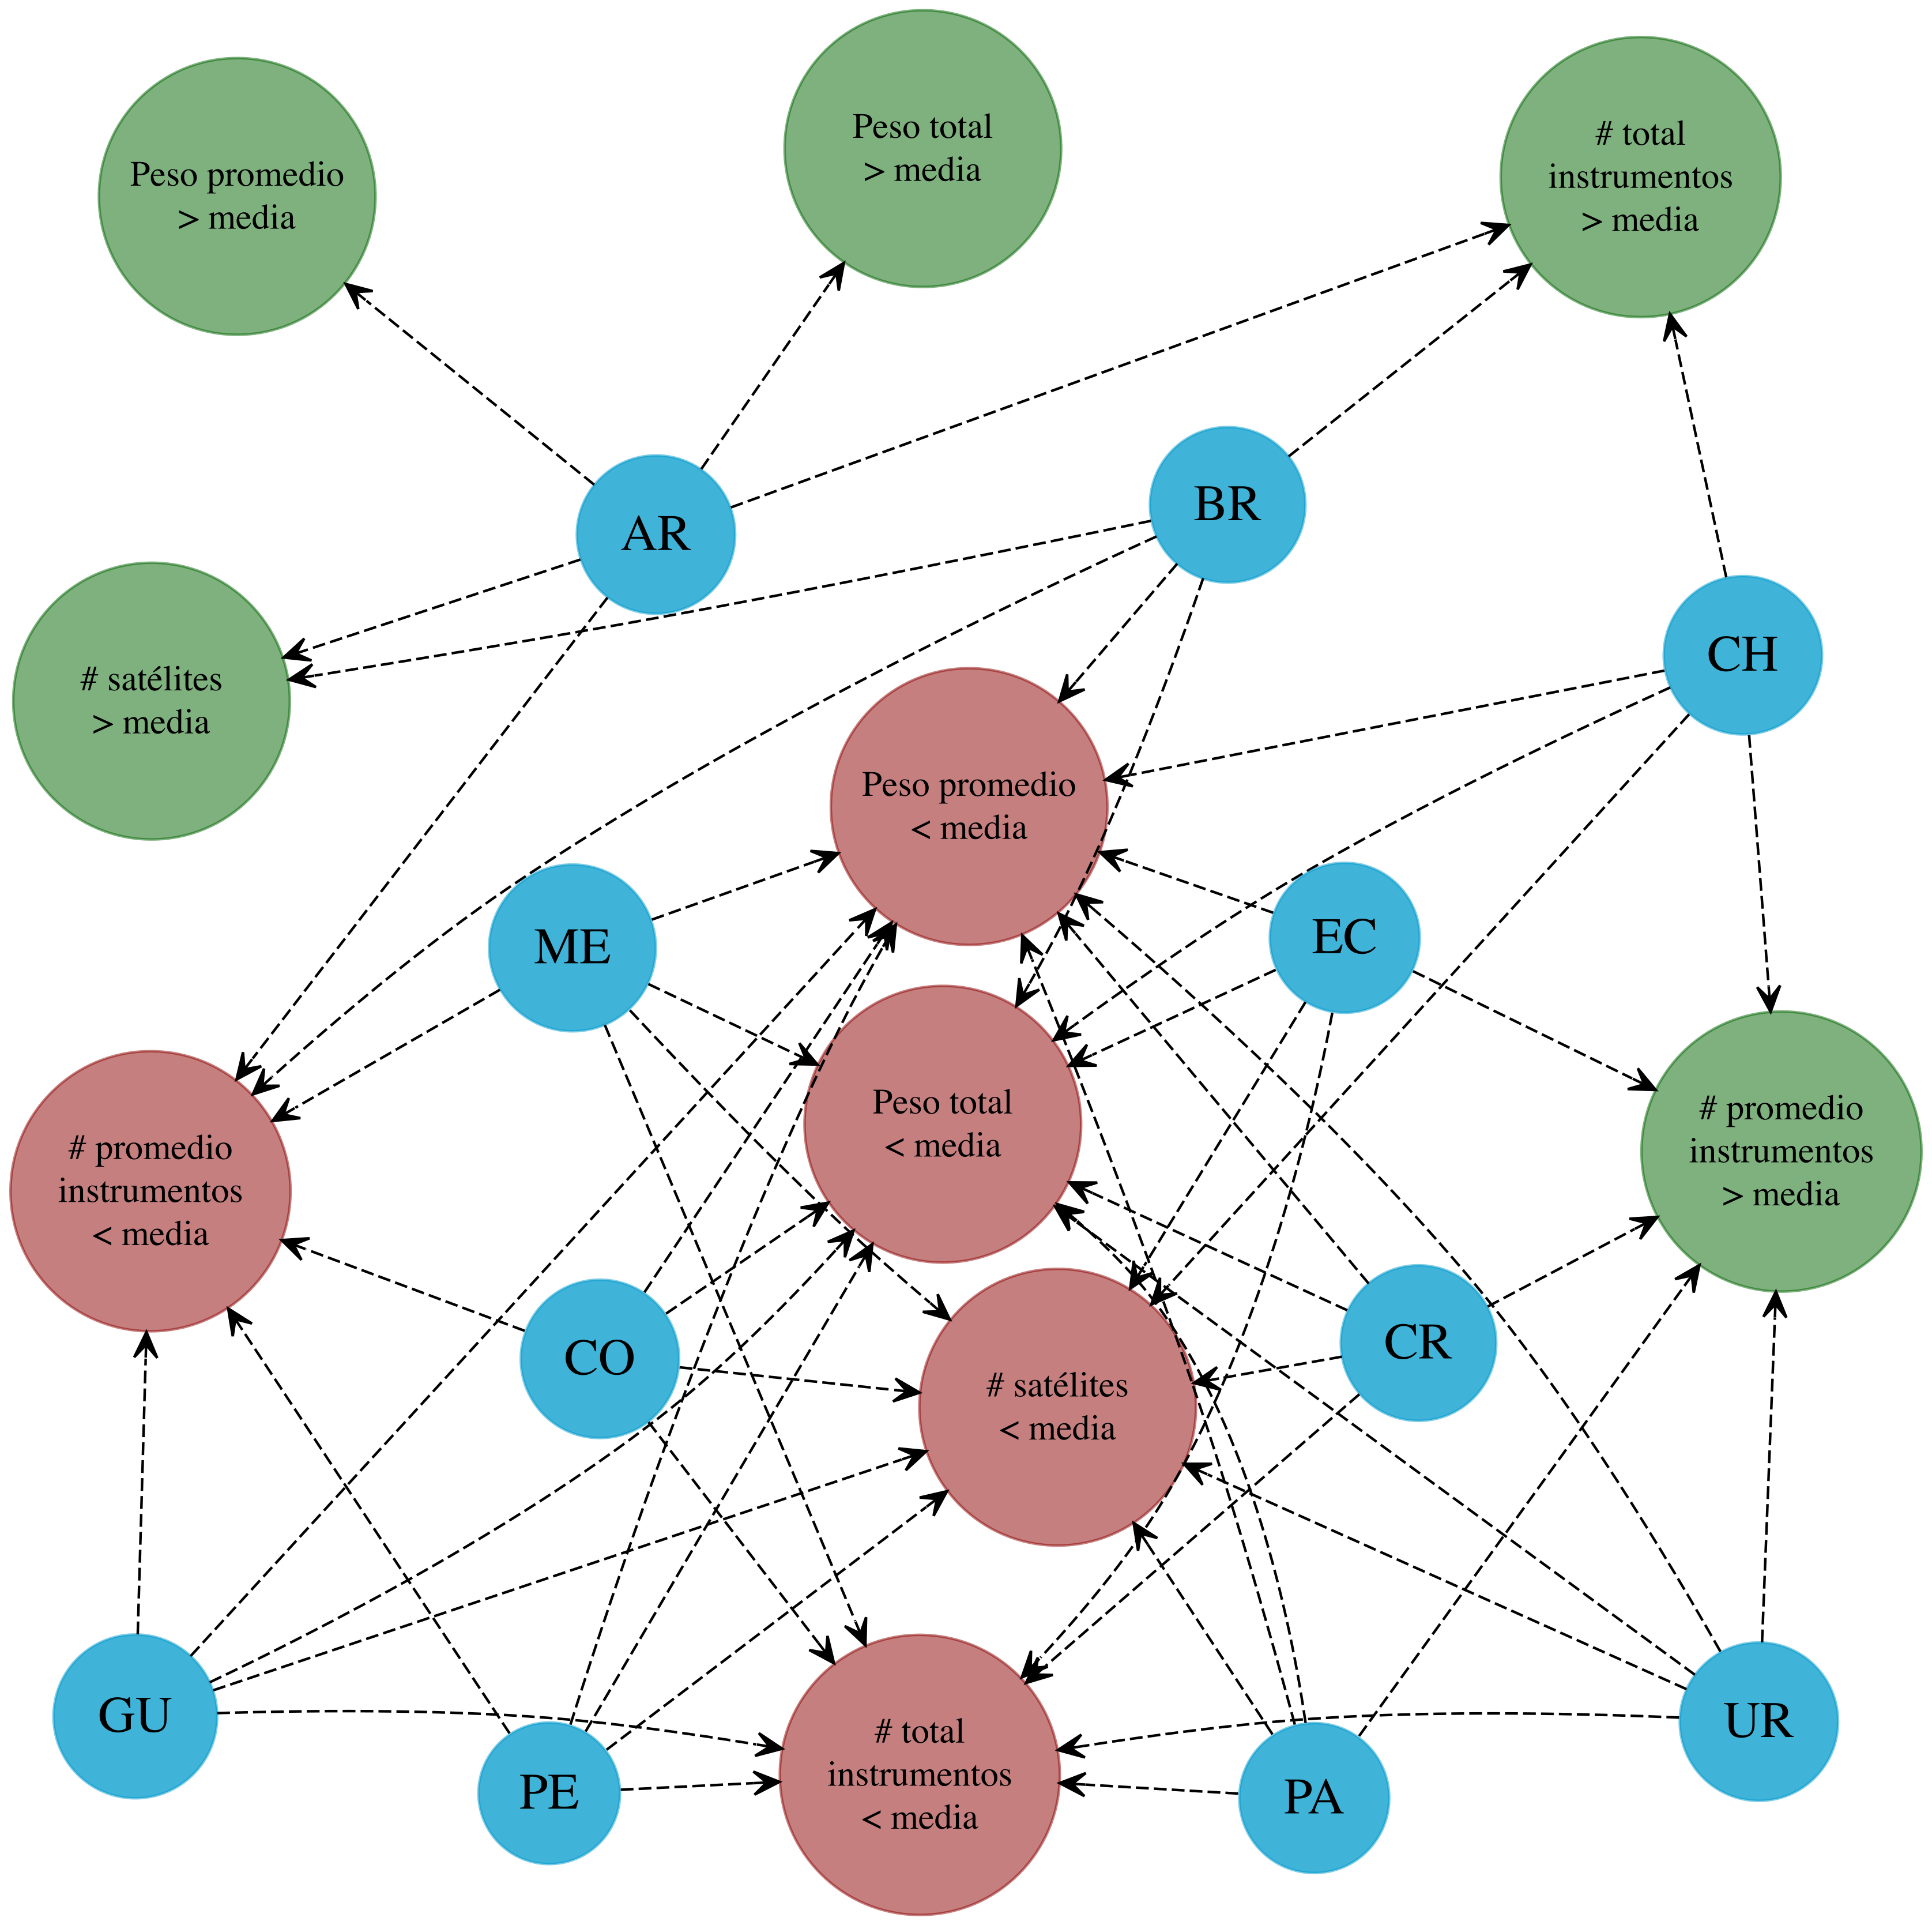 Peso total
> media
# total
instrumentos
> media
Peso promedio
> media
BR
AR
CH
# satélites
> media
Peso promedio
< media
EC
ME
Peso total
< media
# promedio
instrumentos
> media
# promedio
instrumentos
< media
CR
CO
# satélites
< media
GU
UR
# total
instrumentos
< media
PE
PA